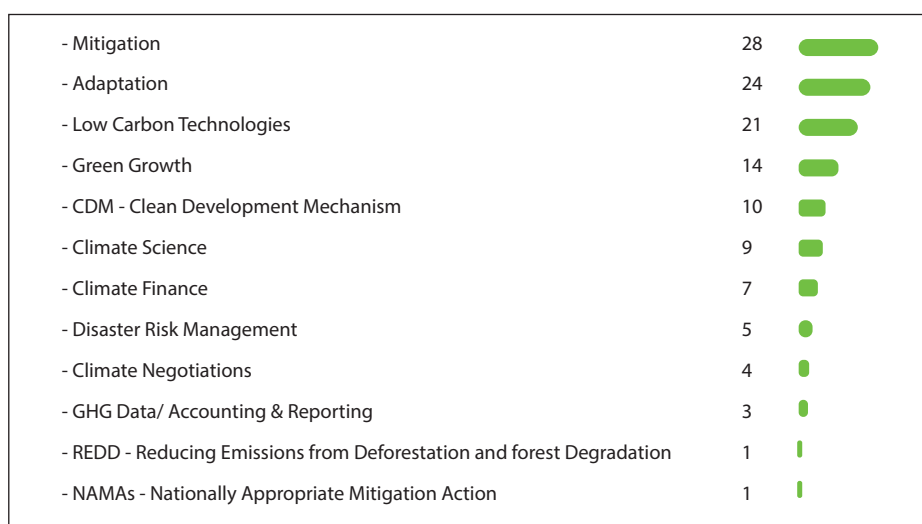 - Mitigation 28
- Adaptation 24
- Low Carbon Technologies 21
- Green Growth 14
- CDM - Clean Development Mechanism 10
- Climate Science 9
- Climate Finance 7
- Disaster Risk Management 5
- Climate Negotiations 4
- GHG Data/ Accounting & Reporting 3
- REDD - Reducing Emissions from Deforestation and forest Degradation 1
- NAMAs - Nationally Appropriate Mitigation Action 1